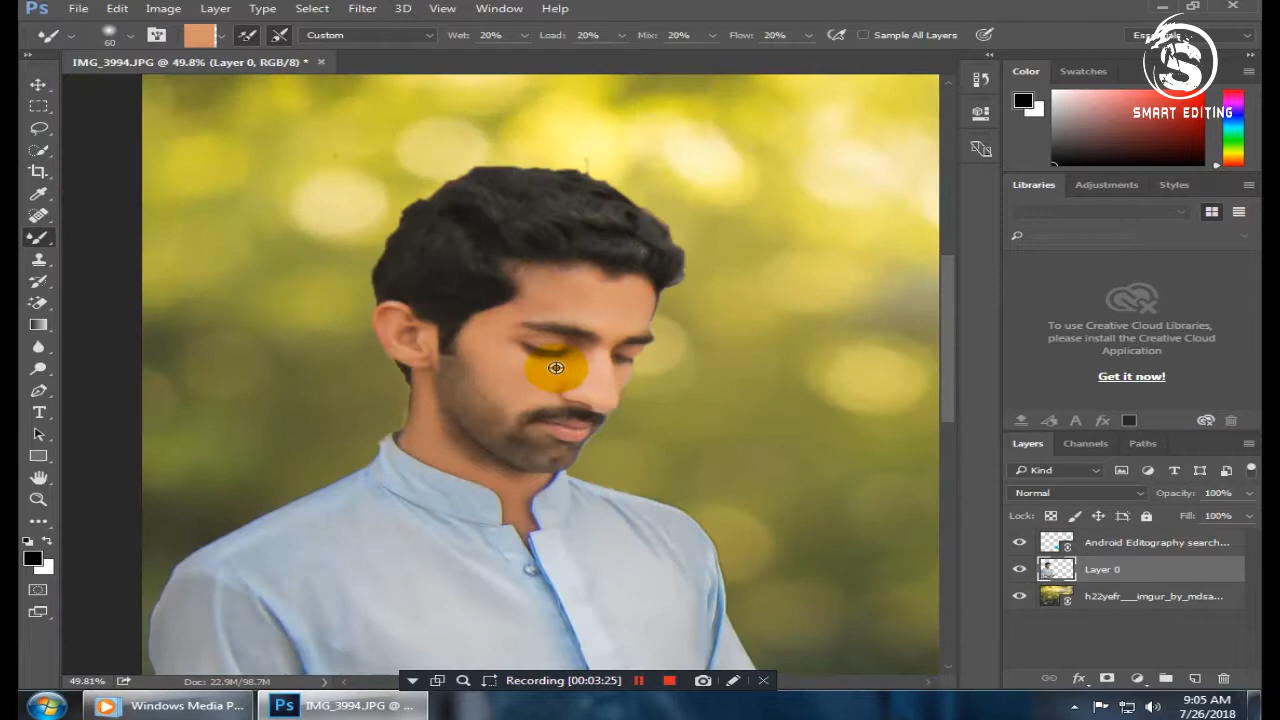 Ps File Edit Image Layer Type Select Filter 3D View Window Help
60 Custom Wet: 20% Load: 20% Mix: 20% Flow: 20% Sample All Layers
SMART EDITING
IMG_3994.JPG @ 49.8% (Layer 0, RGB/8) * ×
Color Swatches
Libraries Adjustments Styles
To use Creative Cloud Libraries,
please install the Creative Cloud
Application
Get it now!
Layers Channels Paths
Kind
Normal Opacity: 100%
Lock: Fill: 100%
Android Editography search...
Layer 0
h22yefr___imgur_by_mdsa...
49.81% Doc: 22.9M/98.7M
Recording [00:03:25]
Windows Media P...
Ps IMG_3994.JPG @ ...
9:05 AM
7/26/2018